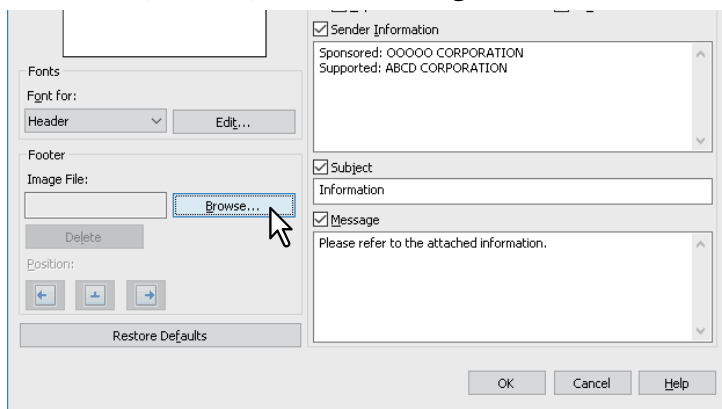 Sender Information
Sponsored: OOOOO CORPORATION
Supported: ABCD CORPORATION
Fonts
Font for:
Header
Edit...
Footer
Image File:
Browse...
Delete
Position:
Restore Defaults
Subject
Information
Message
Please refer to the attached information.
OK
Cancel
Help